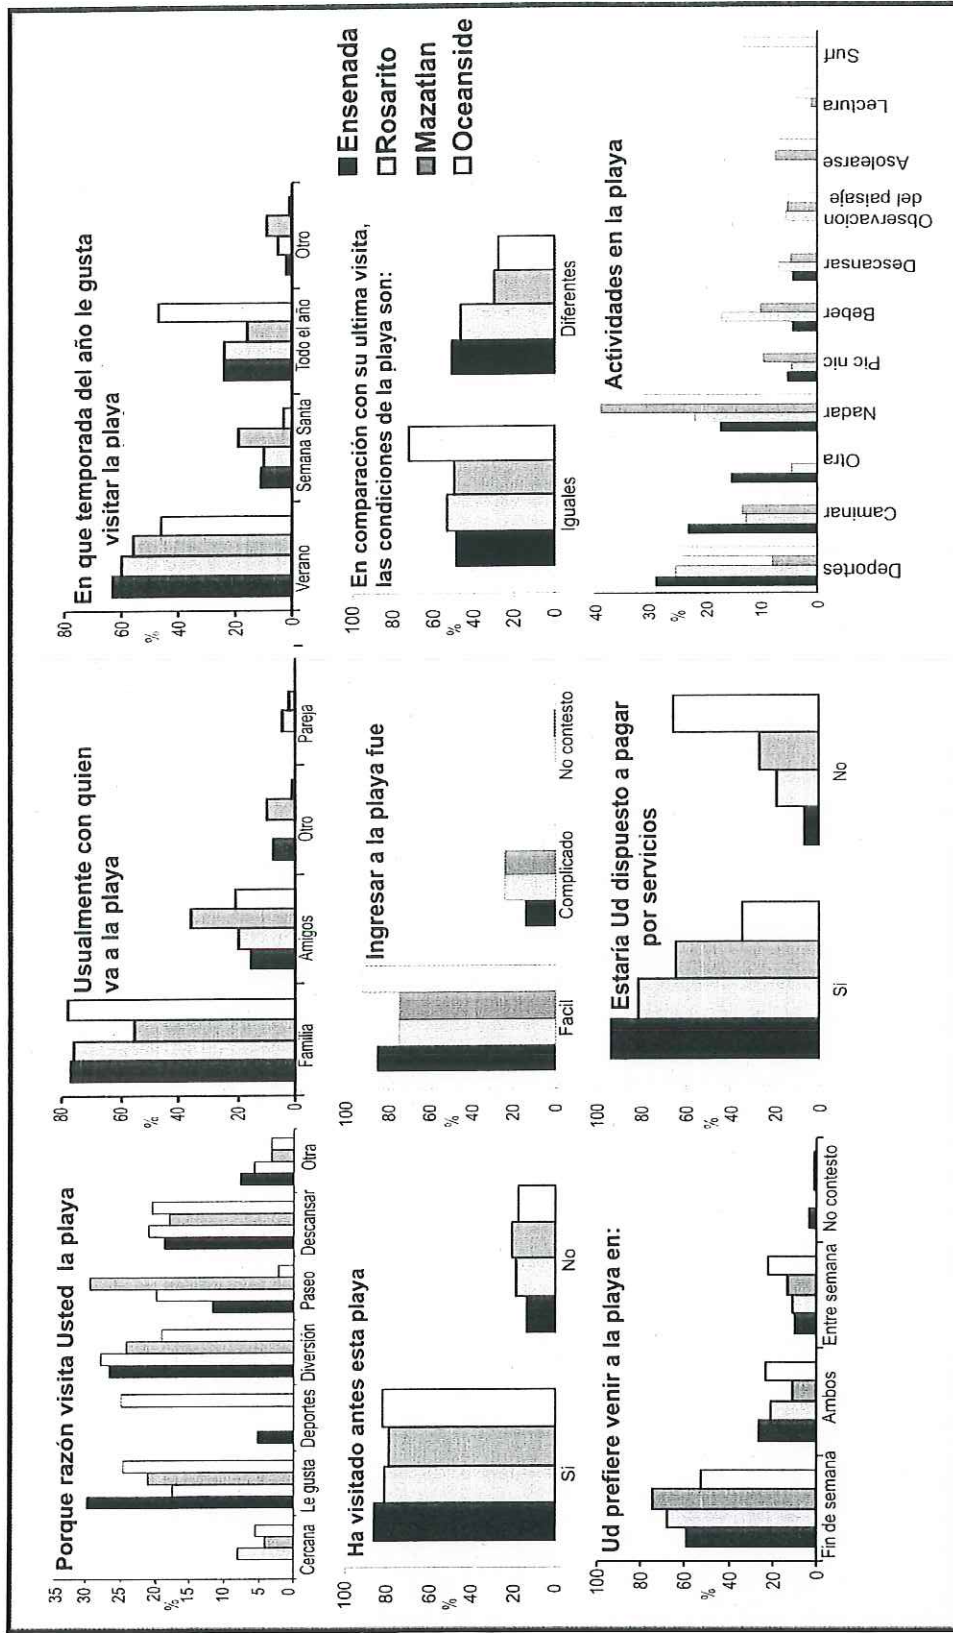 Porque razón visita Usted la playa
35
30
25
20
15
10
5
0
%
Cercana
Le gusta
Deportes
Diversión
Paseo
Descansar
Otra
Usualmente con quien
va a la playa
80
60
40
20
0
%
Familia
Amigos
Otro
Pareja
En que temporada del año le gusta
visitar la playa
80
60
40
20
0
%
Verano
Semana Santa
Todo el año
Otro
Ha visitado antes esta playa
100
80
60
40
20
0
%
Si
No
Ingresar a la playa fue
100
80
60
40
20
0
%
Facil
Complicado
No contesto
En comparación con su ultima visita,
las condiciones de la playa son:
100
80
60
40
20
0
%
Iguales
Diferentes
Ensenada
Rosarito
Mazatlan
Oceanside
Ud prefiere venir a la playa en:
100
80
60
40
20
0
%
Fin de semana
Ambos
Entre semana
No contesto
Estaría Ud dispuesto a pagar
por servicios
100
80
60
40
20
0
%
Si
No
Actividades en la playa
40
30
20
10
0
%
Deportes
Caminar
Otra
Nadar
Pic nic
Beber
Descansar
Observacion
del paisaje
Asolearse
Lectura
Surf